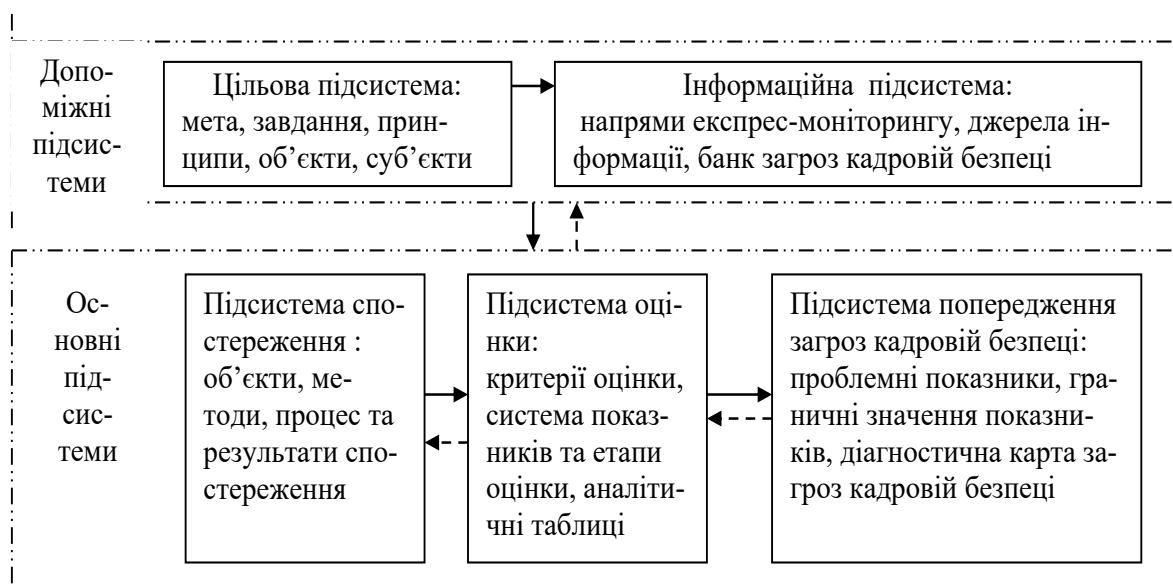 Допо-
міжні
підсис-
теми
Цільова підсистема:
мета, завдання, прин-
ципи, об’єкти, суб’єкти
Інформаційна підсистема:
напрями експрес-моніторингу, джерела ін-
формації, банк загроз кадровій безпеці
Ос-
новні
під-
сис-
теми
Підсистема спо-
стереження :
об’єкти, ме-
тоди, процес та
результати спо-
стереження
Підсистема оці-
нки:
критерії оцінки,
система показ-
ників та етапи
оцінки, аналіти-
чні таблиці
Підсистема попередження
загроз кадровій безпеці:
проблемні показники, гра-
ничні значення показни-
ків, діагностична карта за-
гроз кадровій безпеці